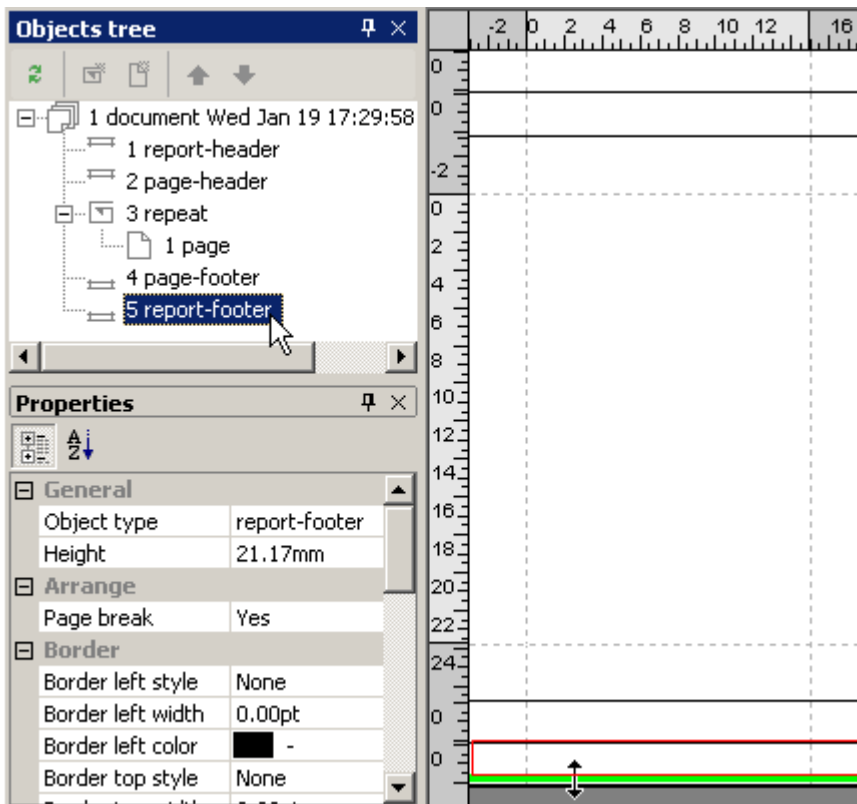 Objects tree
1 document Wed Jan 19 17:29:58
1 report-header
2 page-header
3 repeat
1 page
4 page-footer
5 report-footer
Properties
A
Z
General
Object type report-footer
Height 21.17mm
Arrange
Page break Yes
Border
Border left style None
Border left width 0.00pt
Border left color -
Border top style None
-2 0 2 4 6 8 10 12 16
0
0
-2
0
2
4
6
8
10
12
14
16
18
20
22
24
0
0